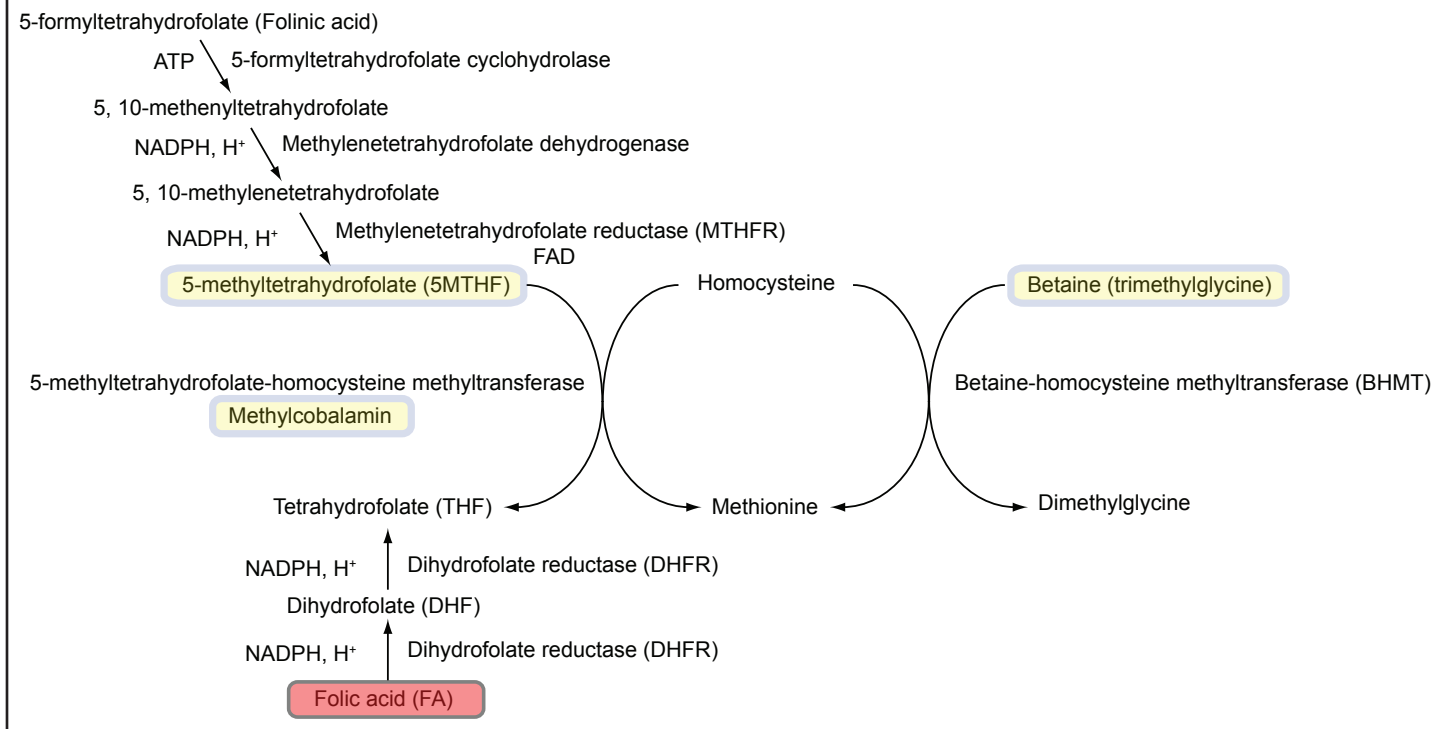 5-formyltetrahydrofolate (Folinic acid)
ATP
5-formyltetrahydrofolate cyclohydrolase
5, 10-methenyltetrahydrofolate
NADPH, H⁺
Methylenetetrahydrofolate dehydrogenase
5, 10-methylenetetrahydrofolate
NADPH, H⁺
Methylenetetrahydrofolate reductase (MTHFR)
FAD
5-methyltetrahydrofolate (5MTHF)
Homocysteine
Betaine (trimethylglycine)
5-methyltetrahydrofolate-homocysteine methyltransferase
Methylcobalamin
Betaine-homocysteine methyltransferase (BHMT)
Tetrahydrofolate (THF)
Methionine
Dimethylglycine
NADPH, H⁺
Dihydrofolate reductase (DHFR)
Dihydrofolate (DHF)
NADPH, H⁺
Dihydrofolate reductase (DHFR)
Folic acid (FA)